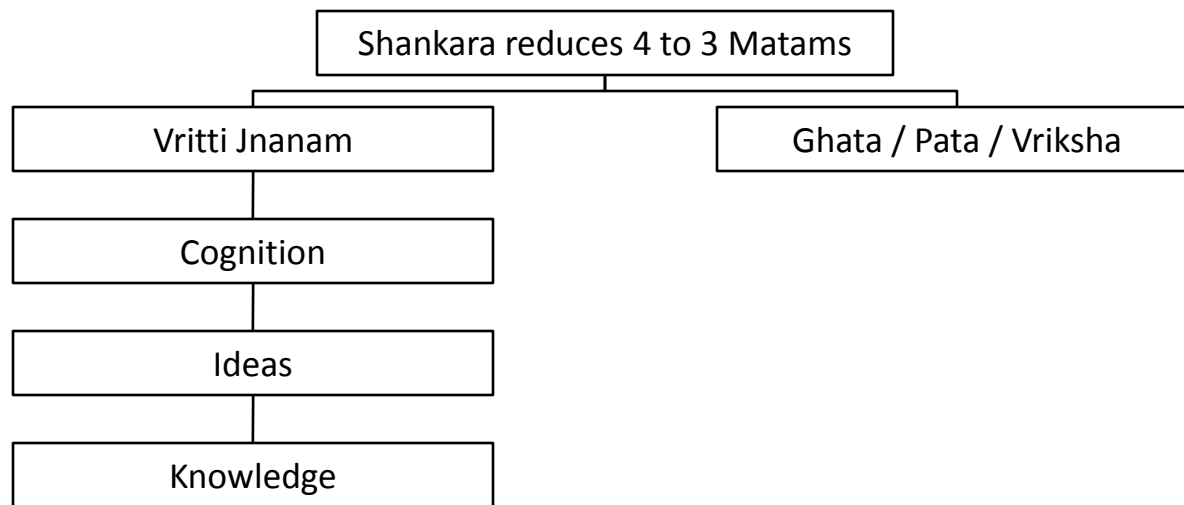 Shankara reduces 4 to 3 Matams
Vritti Jnanam
Ghata / Pata / Vriksha
Cognition
Ideas
Knowledge